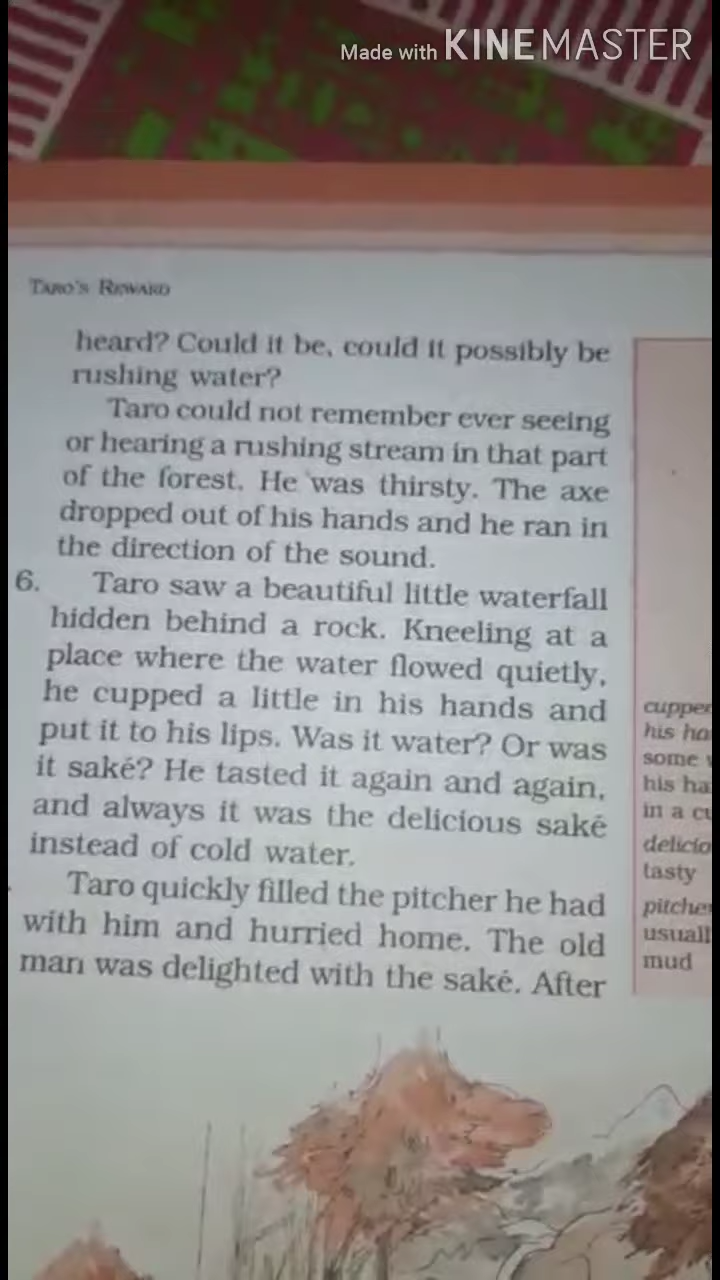 Made with KINEMASTER
TARO'S REWARD
heard? Could it be, could it possibly be
rushing water?
Taro could not remember ever seeing
or hearing a rushing stream in that part
of the forest. He was thirsty. The axe
dropped out of his hands and he ran in
the direction of the sound.
6. Taro saw a beautiful little waterfall
hidden behind a rock. Kneeling at a
place where the water flowed quietly,
he cupped a little in his hands and
put it to his lips. Was it water? Or was
it saké? He tasted it again and again,
and always it was the delicious saké
instead of cold water.
Taro quickly filled the pitcher he had
with him and hurried home. The old
man was delighted with the saké. After
his
some
his
in a
tasty
mud